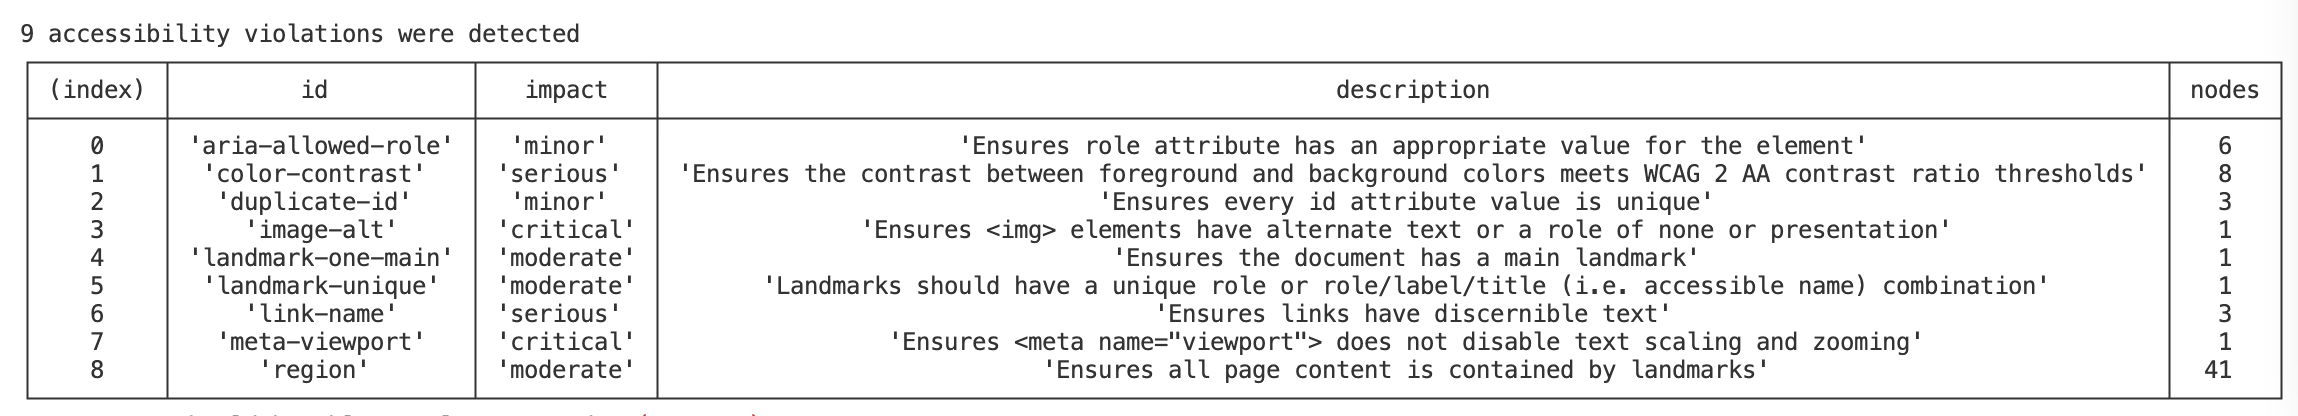 9 accessibility violations were detected
(index) id impact description nodes
0 'aria-allowed-role' 'minor' 'Ensures role attribute has an appropriate value for the element' 6
1 'color-contrast' 'serious' 'Ensures the contrast between foreground and background colors meets WCAG 2 AA contrast ratio thresholds' 8
2 'duplicate-id' 'minor' 'Ensures every id attribute value is unique' 3
3 'image-alt' 'critical' 'Ensures <img> elements have alternate text or a role of none or presentation' 1
4 'landmark-one-main' 'moderate' 'Ensures the document has a main landmark' 1
5 'landmark-unique' 'moderate' 'Landmarks should have a unique role or role/label/title (i.e. accessible name) combination' 1
6 'link-name' 'serious' 'Ensures links have discernible text' 3
7 'meta-viewport' 'critical' 'Ensures <meta name="viewport"> does not disable text scaling and zooming' 1
8 'region' 'moderate' 'Ensures all page content is contained by landmarks' 41